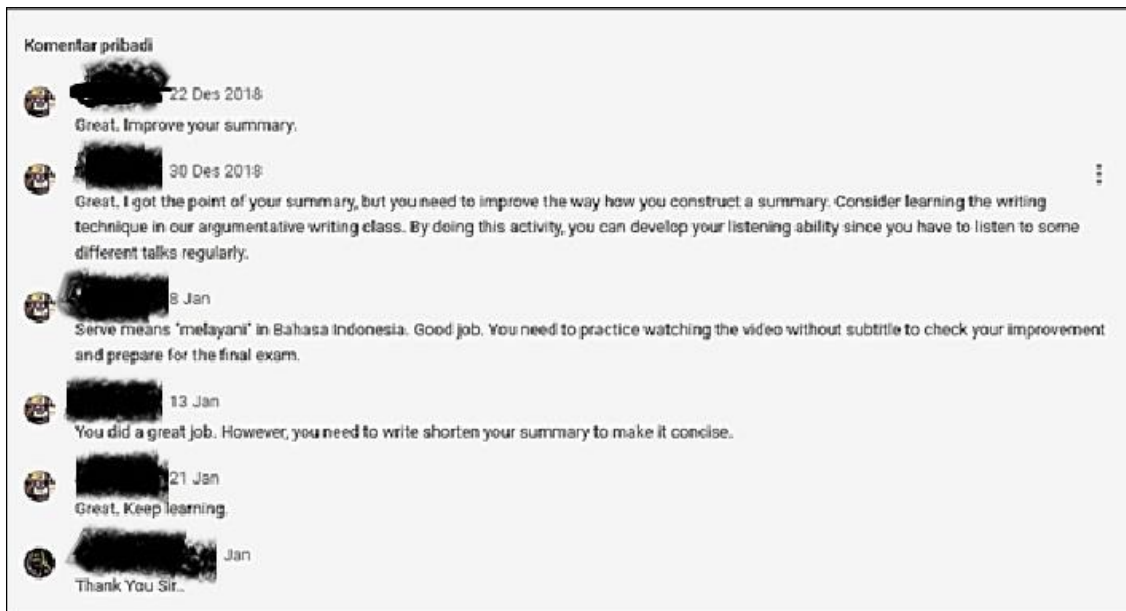 Komentar pribadi
22 Des 2018
Great. Improve your summary.
30 Des 2018
Great, I got the point of your summary, but you need to improve the way how you construct a summary. Consider learning the writing
technique in our argumentative writing class. By doing this activity, you can develop your listening ability since you have to listen to some
different talks regularly.
8 Jan
Serve means "melayani" in Bahasa Indonesia. Good job. You need to practice watching the video without subtitle to check your improvement
and prepare for the final exam.
13 Jan
You did a great job. However, you need to write shorten your summary to make it concise.
21 Jan
Great. Keep learning.
Jan
Thank You Sir..